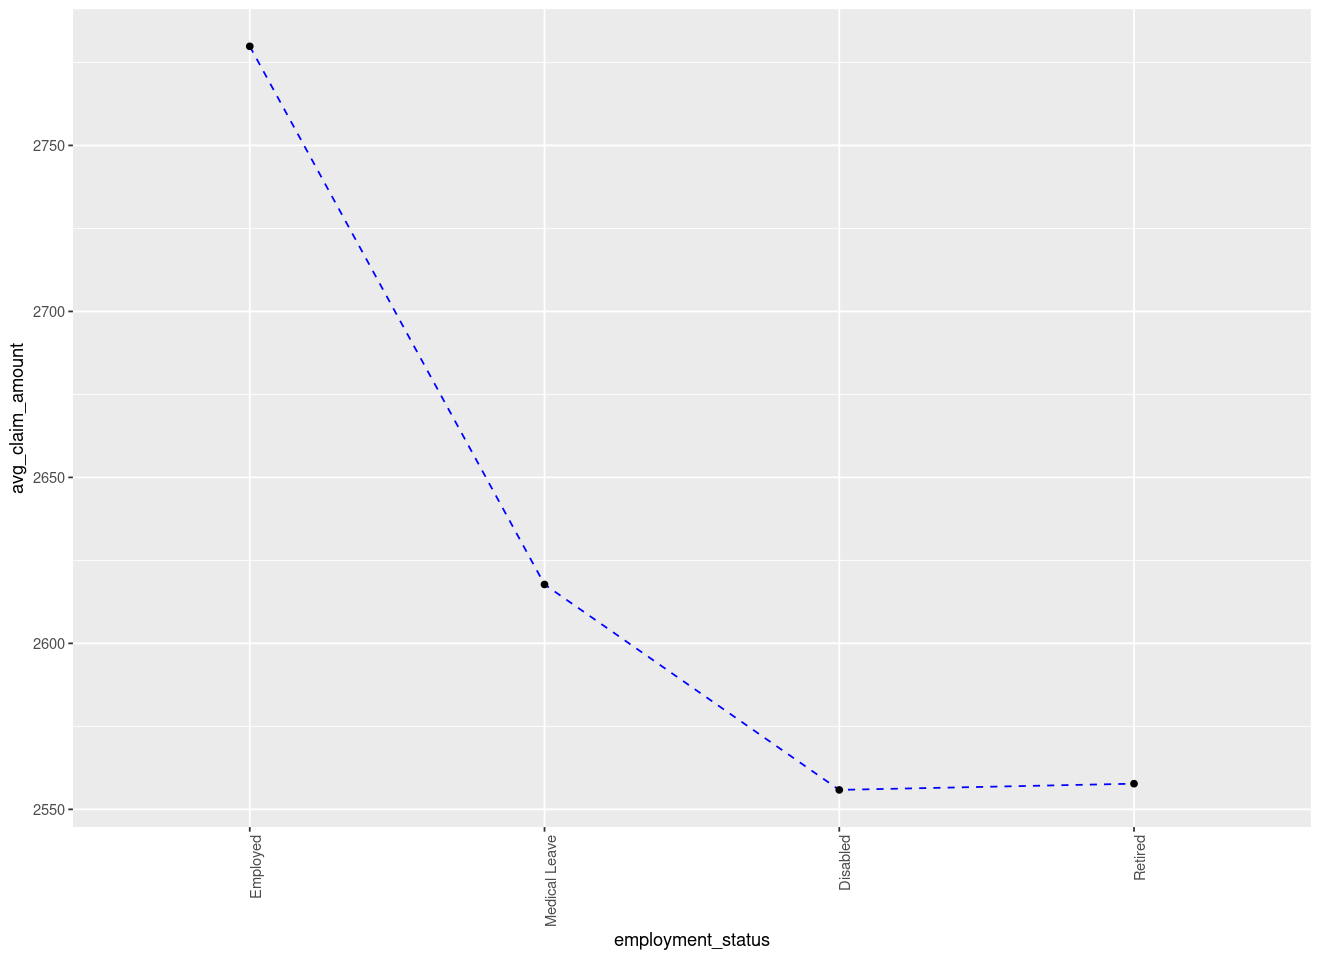 avg_claim_amount
2750
2700
2650
2600
2550
Employed
Medical Leave
Disabled
Retired
employment_status